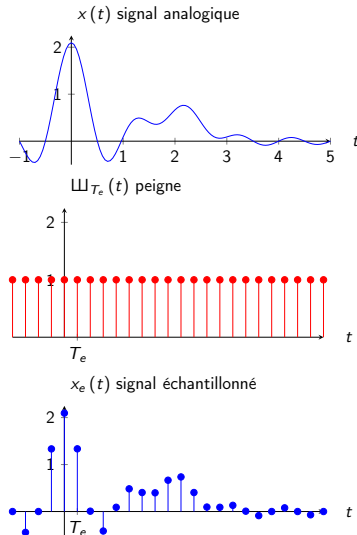 x (t) signal analogique
2
1
−1 1 2 3 4 5 t
Ш_{T_e} (t) peigne
2
1
T_e t
x_e (t) signal échantillonné
2
1
T_e t